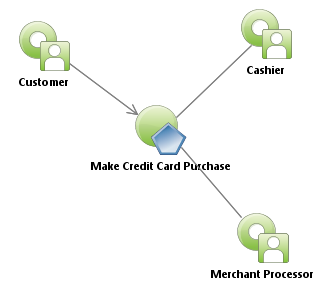 Customer
Cashier
Make Credit Card Purchase
Merchant Processor